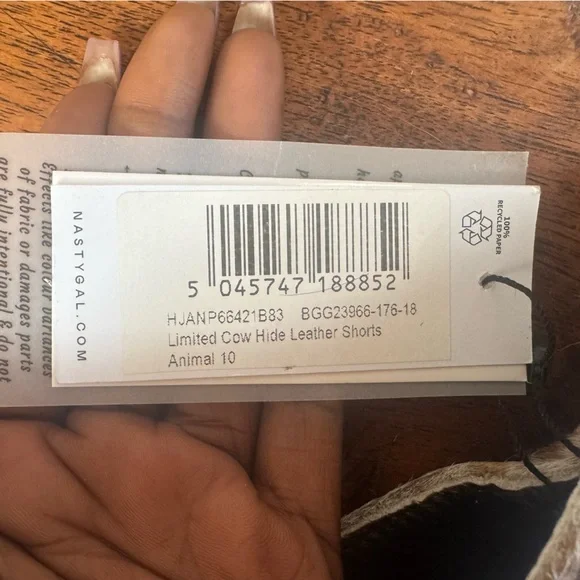 NASTYGAL.COM
5 045747 188852
HJANP66421B83 BGG23966-176-18
Limited Cow Hide Leather Shorts
Animal 10
100%
RECYCLED PAPER
Effects like colour variances
of fabric or damages parts
are fully intentional & do not